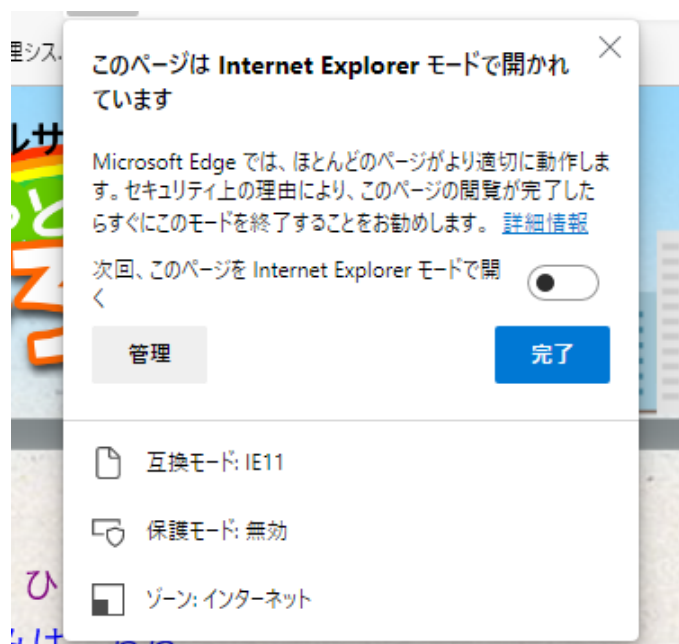 理シス..
このページは Internet Explorer モードで開かれ
ています
ルサ
Microsoft Edge では、ほとんどのページがより適切に動作しま
す。セキュリティ上の理由により、このページの閲覧が完了した
らすぐにこのモードを終了することをお勧めします。 詳細情報
っと
次回、このページを Internet Explorer モードで開
く
管理
完了
互換モード: IE11
保護モード: 無効
ひ
ゾーン: インターネット